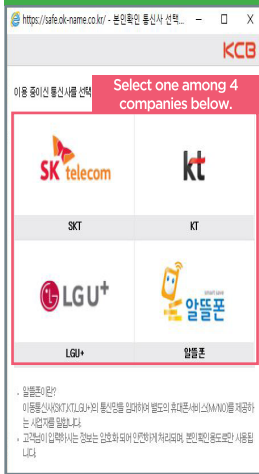 https://safe.ok-name.co.kr/ - 본인확인 통신사 선택...
KCB
이용 중이신 통신사를 선택
Select one among 4
companies below.
SK telecom
kt
SKT
KT
LG U+
smart save
알뜰폰
LGU+
알뜰폰
알뜰폰이란?
이동통신사(SKT,KT,LGU+)의 통신망을 임대하여 별도의 휴대폰서비스(MVNO)를 제공하
는 사업자를 말합니다.
고객님이 입력하시는 정보는 암호화 되어 안전하게 처리되며, 본인확인 용도로만 사용됩
니다.